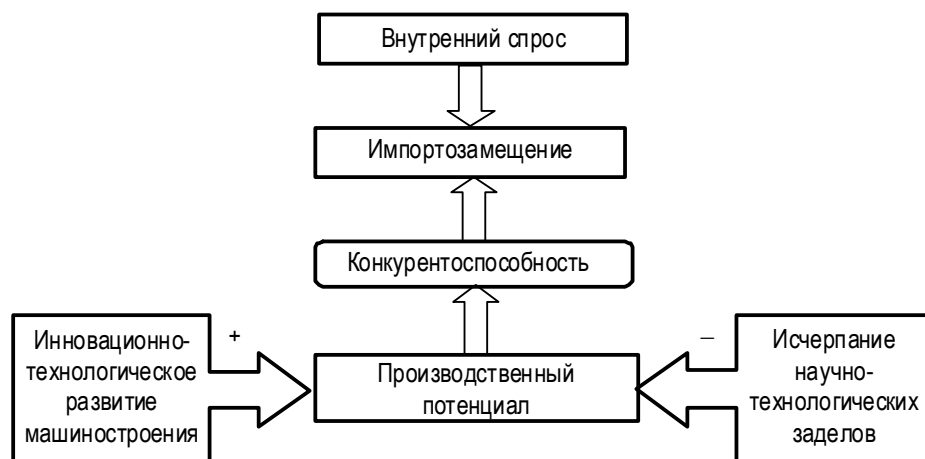 Внутренний спрос
Импортозамещение
Конкурентоспособность
+
Инновационно-
технологическое
развитие
машиностроения
Производственный
потенциал
–
Исчерпание
научно-
технологических
заделов